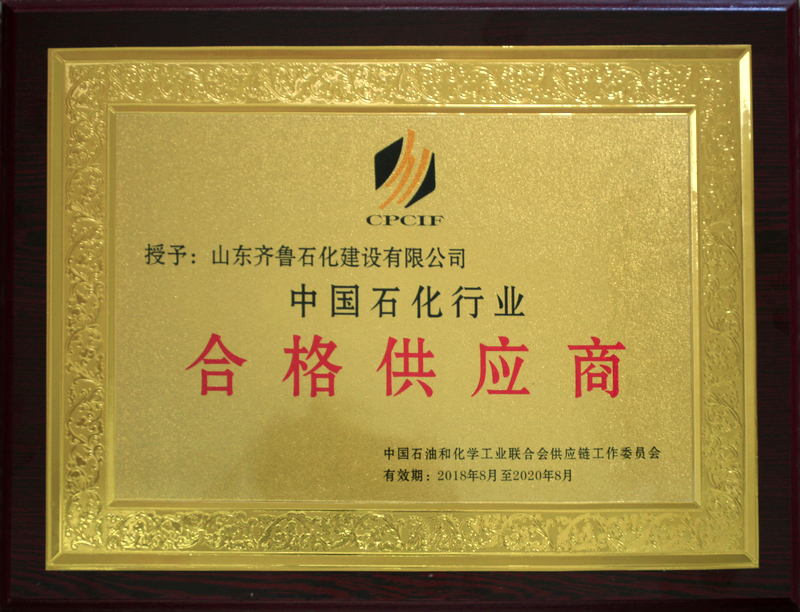 CPCIF
授予：山东齐鲁石化建设有限公司
中国石化行业
合格供应商
中国石油和化学工业联合会供应链工作委员会
有效期：2018年8月至2020年8月